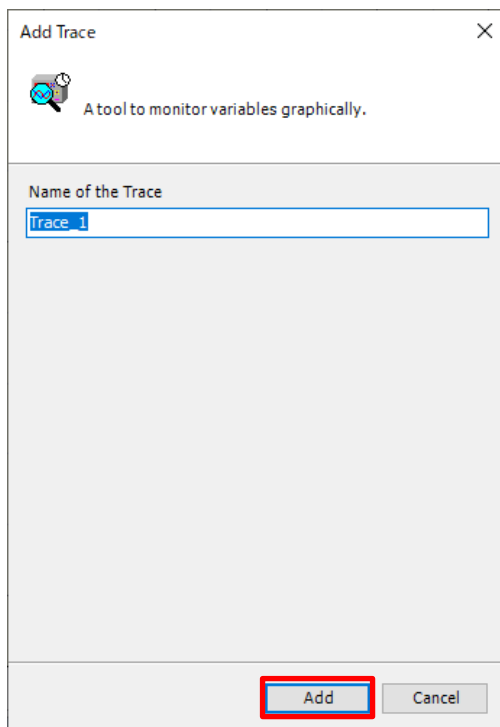 Add Trace
A tool to monitor variables graphically.
Name of the Trace
Trace_1
Add
Cancel